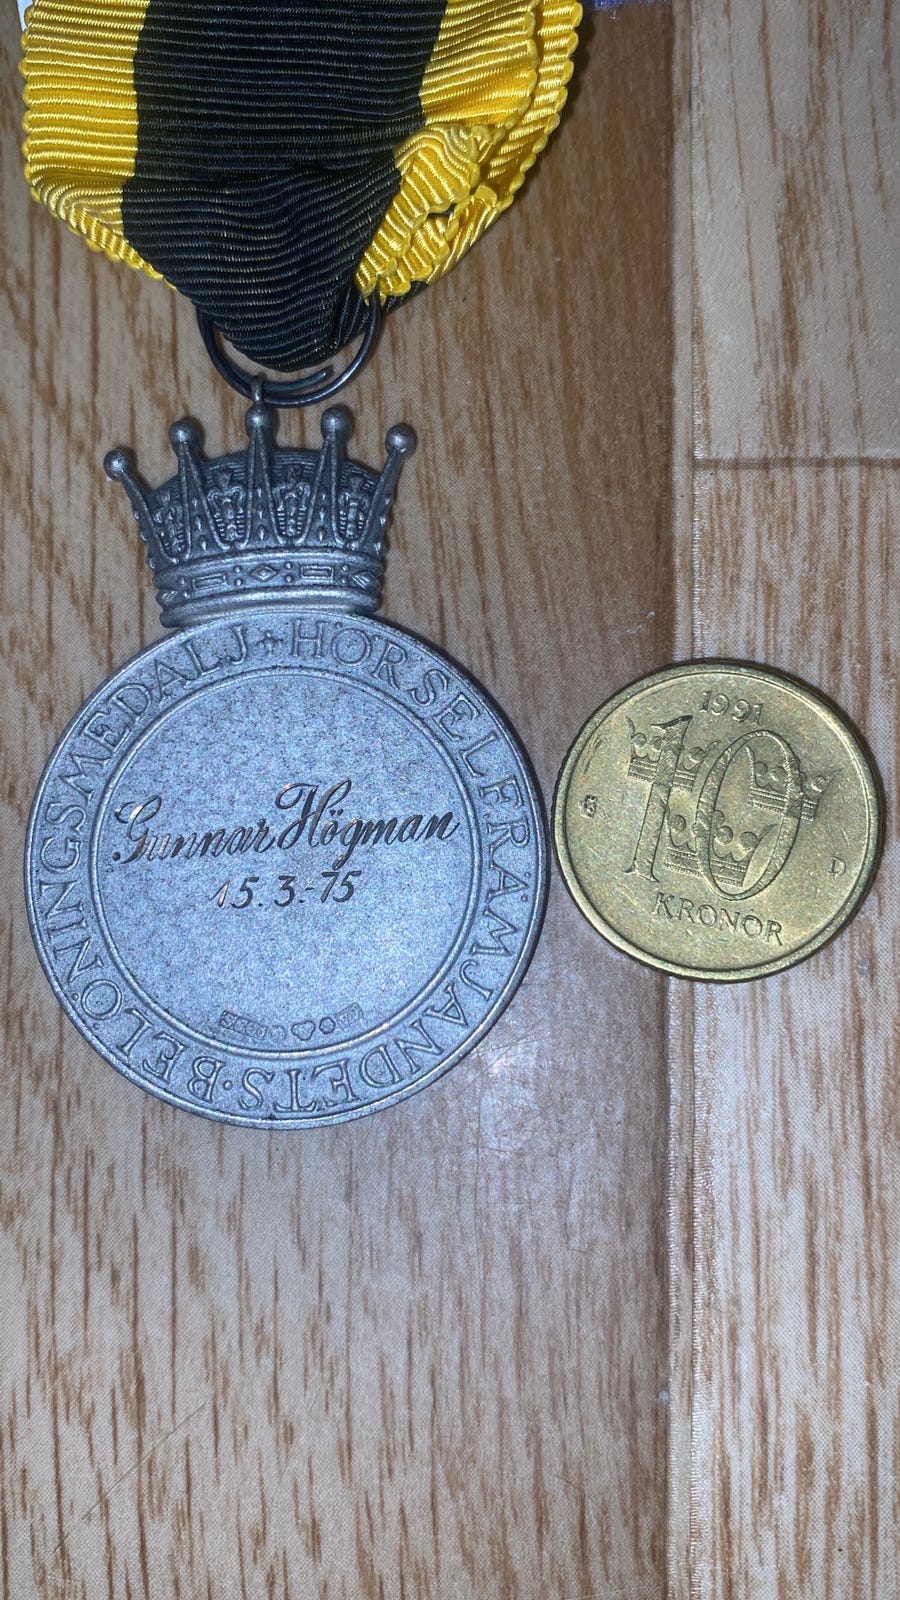 HÖRSELFRÄMJANDETS · BELÖNINGSMEDALJ
Gunnar Högman
15.3.-75
1991
10
KRONOR
D